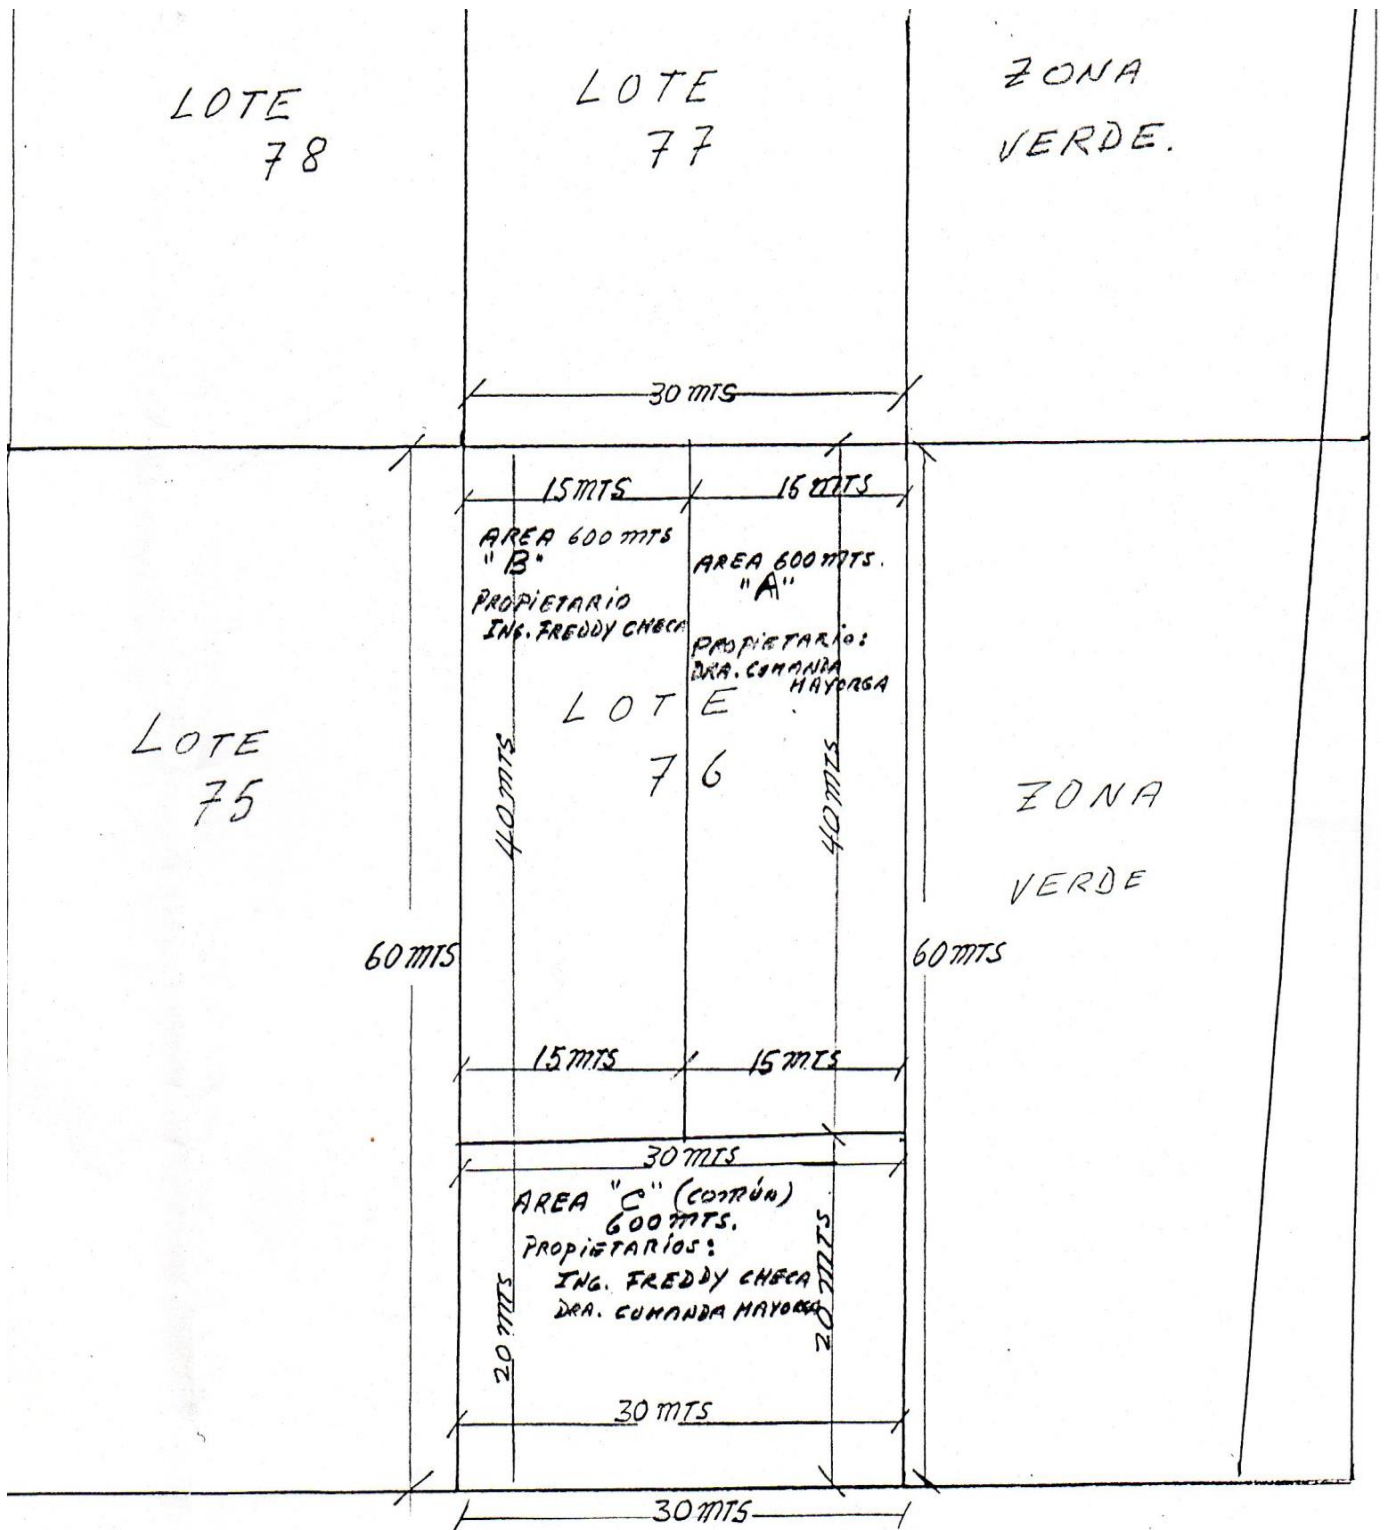 LOTE
78
LOTE
77
ZONA
VERDE.
30 MTS
15 MTS
15 MTS
AREA 600 MTS
"B"
PROPIETARIO
ING. FREDDY CHECA
AREA 600 MTS.
"A"
PROPIETARIO:
DRA. CUMANDA
MAYORGA
LOTE
76
40 MTS
40 MTS
LOTE
75
ZONA
VERDE
60 MTS
60 MTS
15 MTS
15 MTS
30 MTS
AREA "C" (COMÚN)
600 MTS.
PROPIETARIOS:
ING. FREDDY CHECA
DRA. CUMANDA MAYORGA
20 MTS
20 MTS
30 MTS
30 MTS